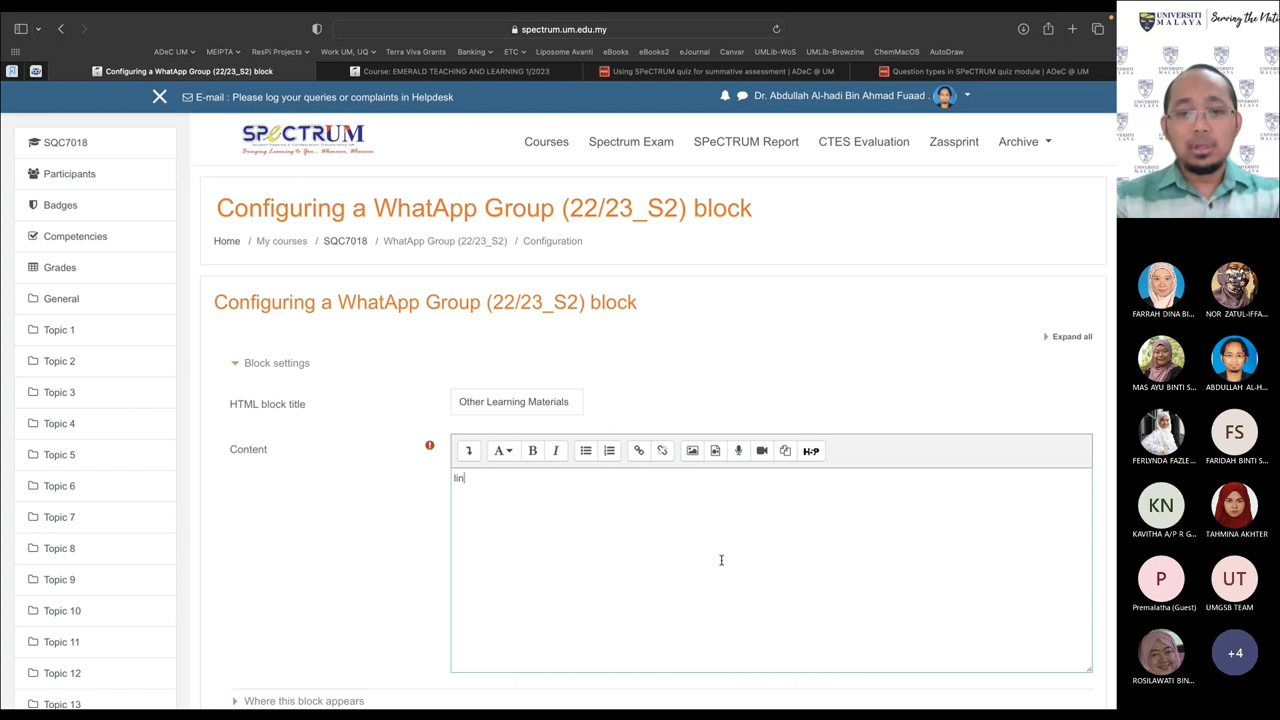 spectrum.um.edu.my
ADeC UM
MEIPTA
ResPi Projects
Work UM, UQ
Terra Viva Grants
Banking
ETC
Liposome Avanti
eBooks
eBooks2
eJournal
Canvar
UMLib-WoS
UMLib-Browzine
ChemMacOS
AutoDraw
Configuring a WhatApp Group (22/23_S2) block
Course: EMERALD TEACHING AND LEARNING 1/2023
Using SPeCTRUM quiz for summative assessment | ADeC @ UM
Question types in SPeCTRUM quiz module | ADeC @ UM
E-mail : Please log your queries or complaints in Helpdesk
Dr. Abdullah Al-hadi Bin Ahmad Fuaad .
SPeCTRUM
Bringing Learning to You... Whenever, Wherever
Courses
Spectrum Exam
SPeCTRUM Report
CTES Evaluation
Zassprint
Archive
SQC7018
Participants
Badges
Competencies
Grades
General
Topic 1
Topic 2
Topic 3
Topic 4
Topic 5
Topic 6
Topic 7
Topic 8
Topic 9
Topic 10
Topic 11
Topic 12
Topic 13
Configuring a WhatApp Group (22/23_S2) block
Home / My courses / SQC7018 / WhatApp Group (22/23_S2) / Configuration
Configuring a WhatApp Group (22/23_S2) block
Expand all
Block settings
HTML block title
Other Learning Materials
Content
A
B
I
H-P
lin
Where this block appears
UNIVERSITI
MALAYA
Serving the Nati
FARRAH DINA BI...
NOR ZATUL-IFFA...
MAS AYU BINTI S...
ABDULLAH AL-H...
FERLYNDA FAZLE...
FS
FARIDAH BINTI S...
KN
KAVITHA A/P R G...
TAHMINA AKHTER
P
Premalatha (Guest)
UT
UMGSB TEAM
ROSILAWATI BIN...
+4